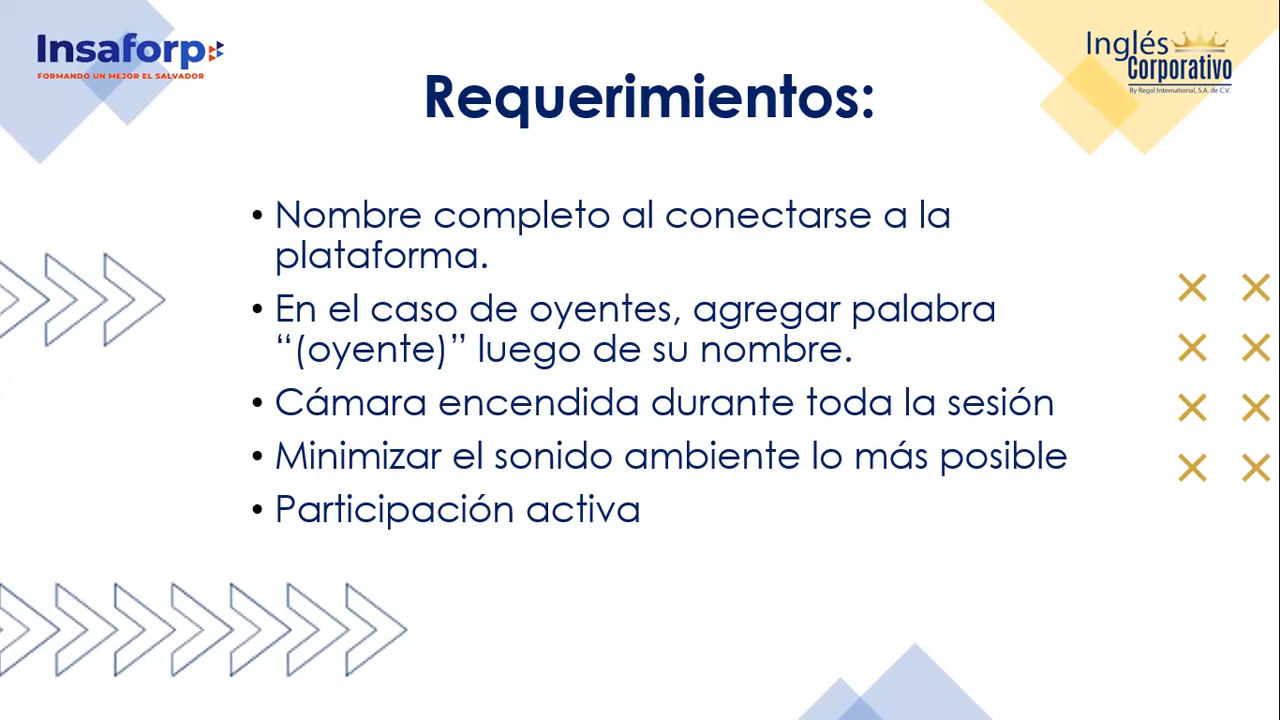 Insaforp
FORMANDO UN MEJOR EL SALVADOR
Inglés
Corporativo
By Regal International, S.A. de C.V.
Requerimientos:
• Nombre completo al conectarse a la
plataforma.
• En el caso de oyentes, agregar palabra
“(oyente)” luego de su nombre.
• Cámara encendida durante toda la sesión
• Minimizar el sonido ambiente lo más posible
• Participación activa